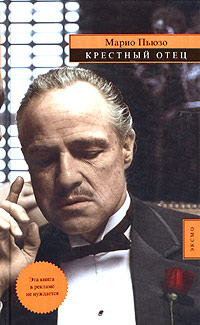 Марио Пьюзо
КРЕСТНЫЙ ОТЕЦ
ЭКСМО
Эта книга
в рекламе
не нуждается